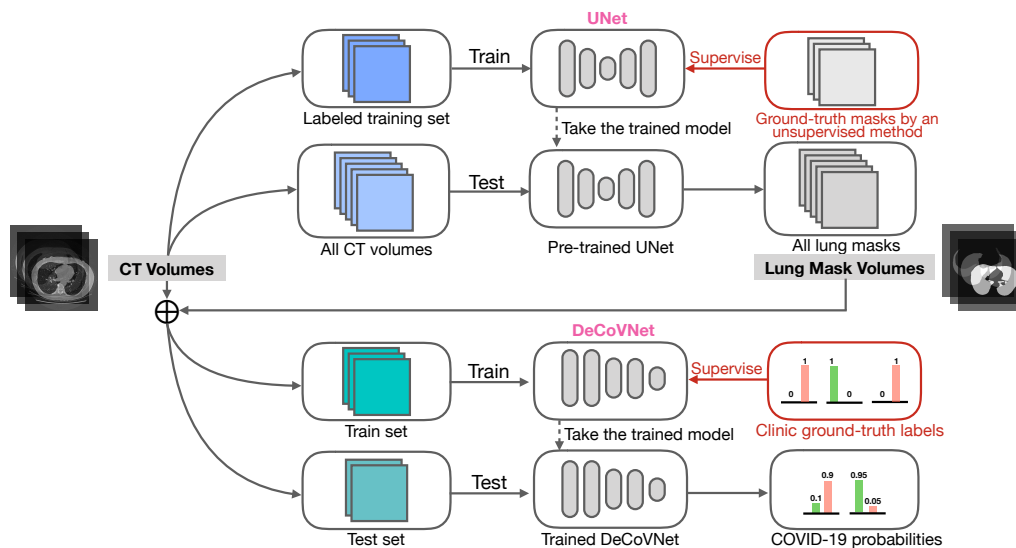 UNet
Train
Supervise
Labeled training set
Ground-truth masks by an
unsupervised method
Take the trained model
Test
All CT volumes
Pre-trained UNet
All lung masks
CT Volumes
Lung Mask Volumes
DeCoVNet
Train
Supervise
0
1
1
0
0
1
Train set
Clinic ground-truth labels
Take the trained model
Test
0.1
0.9
0.95
0.05
Test set
Trained DeCoVNet
COVID-19 probabilities